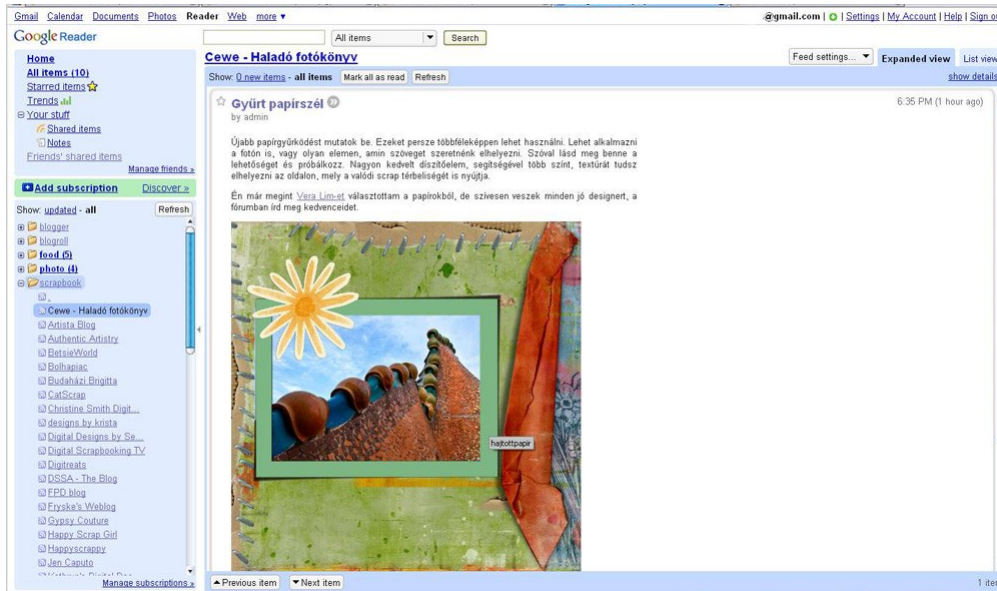 Gmail Calendar Documents Photos Reader Web more ▼
@gmail.com | Settings | My Account | Help | Sign ou
Google Reader
All items
Search
Home
All items (10)
Starred items
Trends
Your stuff
Shared items
Notes
Friends' shared items
Manage friends »
Add subscription
Discover »
Show: updated - all
Refresh
blogger
blogroll
food (5)
photo (4)
scrapbook
Cewe - Haladó fotókönyv
Artista Blog
Authentic Artistry
BetsieWorld
Bolhapiac
Budaházi Brigitta
CatScrap
Christine Smith Digit...
designs by krista
Digital Designs by Se...
Digital Scrapbooking TV
Digitreats
DSSA - The Blog
FPD blog
Fryske's Weblog
Gypsy Couture
Happy Scrap Girl
Happyscrappy
Jen Caputo
Manage subscriptions »
Cewe - Haladó fotókönyv
Feed settings... ▼
Expanded view
List view
Show: 0 new items - all items
Mark all as read
Refresh
show details
Gyűrt papírszél
6:35 PM (1 hour ago)
by admin
Újabb papírgyűrködést mutatok be. Ezeket persze többféleképpen lehet használni. Lehet alkalmazni
a fotón is, vagy olyan elemen, amin szöveget szeretnénk elhelyezni. Szóval lásd meg benne a
lehetőséget és próbálkozz. Nagyon kedvelt díszítőelem, segítségével több színt, textúrát tudsz
elhelyezni az oldalon, mely a valódi scrap térbeliségét is nyújtja.
Én már megint Vera Lim-et választottam a papírokból, de szívesen veszek minden jó designert, a
fórumban írd meg kedvenceidet.
hajtottpapir
Previous item
Next item
1 iter